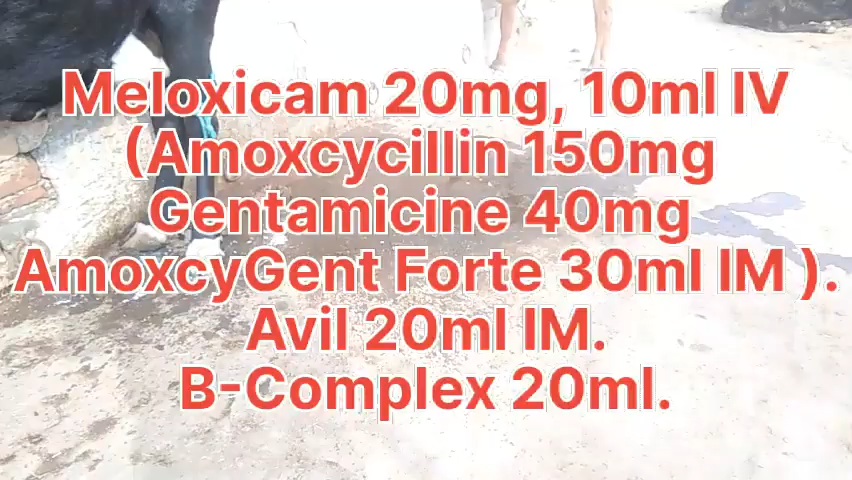 Meloxicam 20mg, 10ml IV
(Amoxcycillin 150mg
Gentamicine 40mg
AmoxcyGent Forte 30ml IM ).
Avil 20ml IM.
B-Complex 20ml.